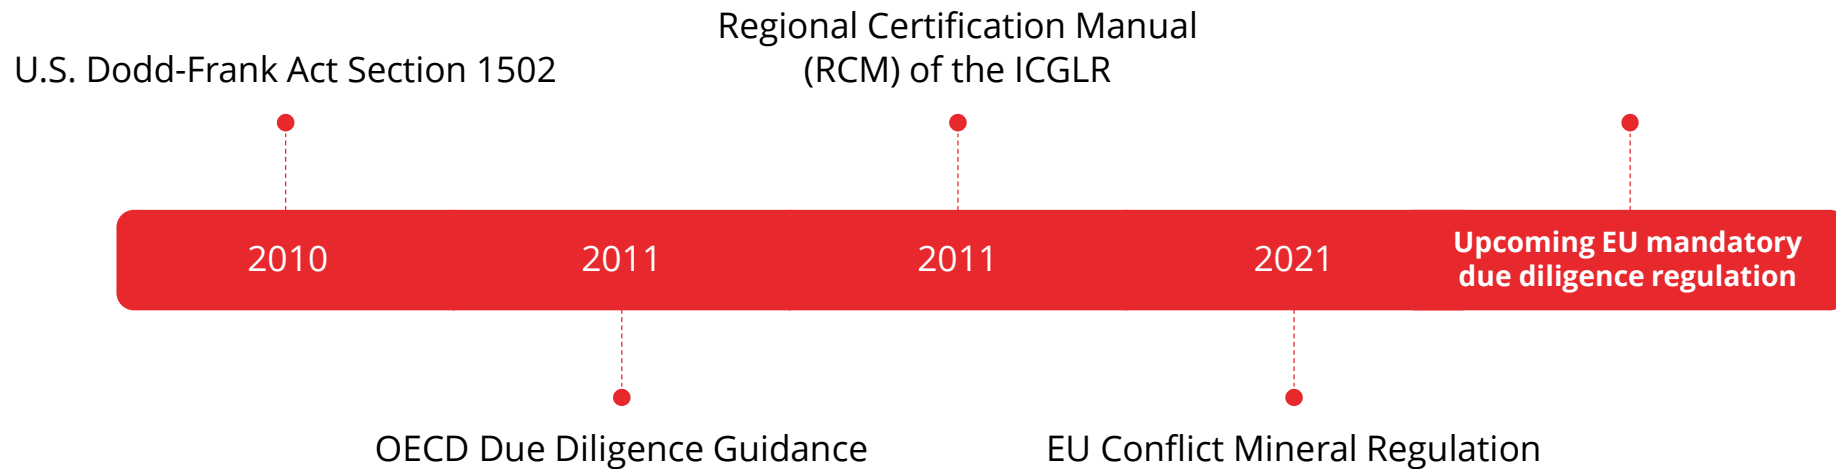 Regional Certification Manual
(RCM) of the ICGLR
U.S. Dodd-Frank Act Section 1502
2010
2011
2011
2021
Upcoming EU mandatory
due diligence regulation
OECD Due Diligence Guidance
EU Conflict Mineral Regulation